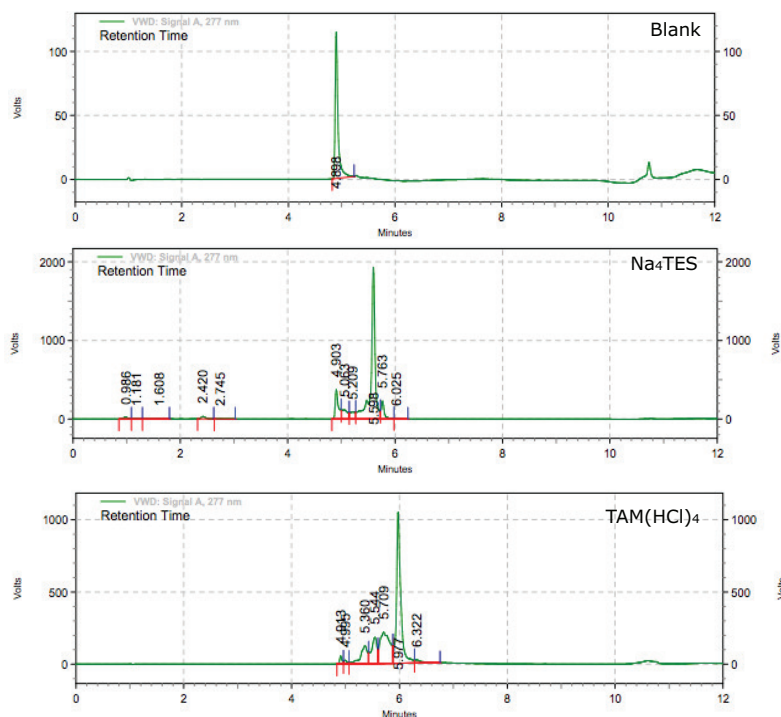 VWD: Signal A, 277 nm
Retention Time
Blank
Volts
100
50
0
4.898
100
50
0
Volts
0 2 4 6 8 10 12
Minutes
VWD: Signal A, 277 nm
Retention Time
Na₄TES
Volts
2000
1000
0
0.986
1.181
1.608
2.420
2.745
4.903
5.063
5.209
5.598
5.763
6.025
2000
1000
0
Volts
0 2 4 6 8 10 12
Minutes
VWD: Signal A, 277 nm
Retention Time
TAM(HCl)₄
Volts
1000
500
0
4.913
4.995
5.360
5.544
5.709
5.977
6.322
1000
500
0
Volts
0 2 4 6 8 10 12
Minutes